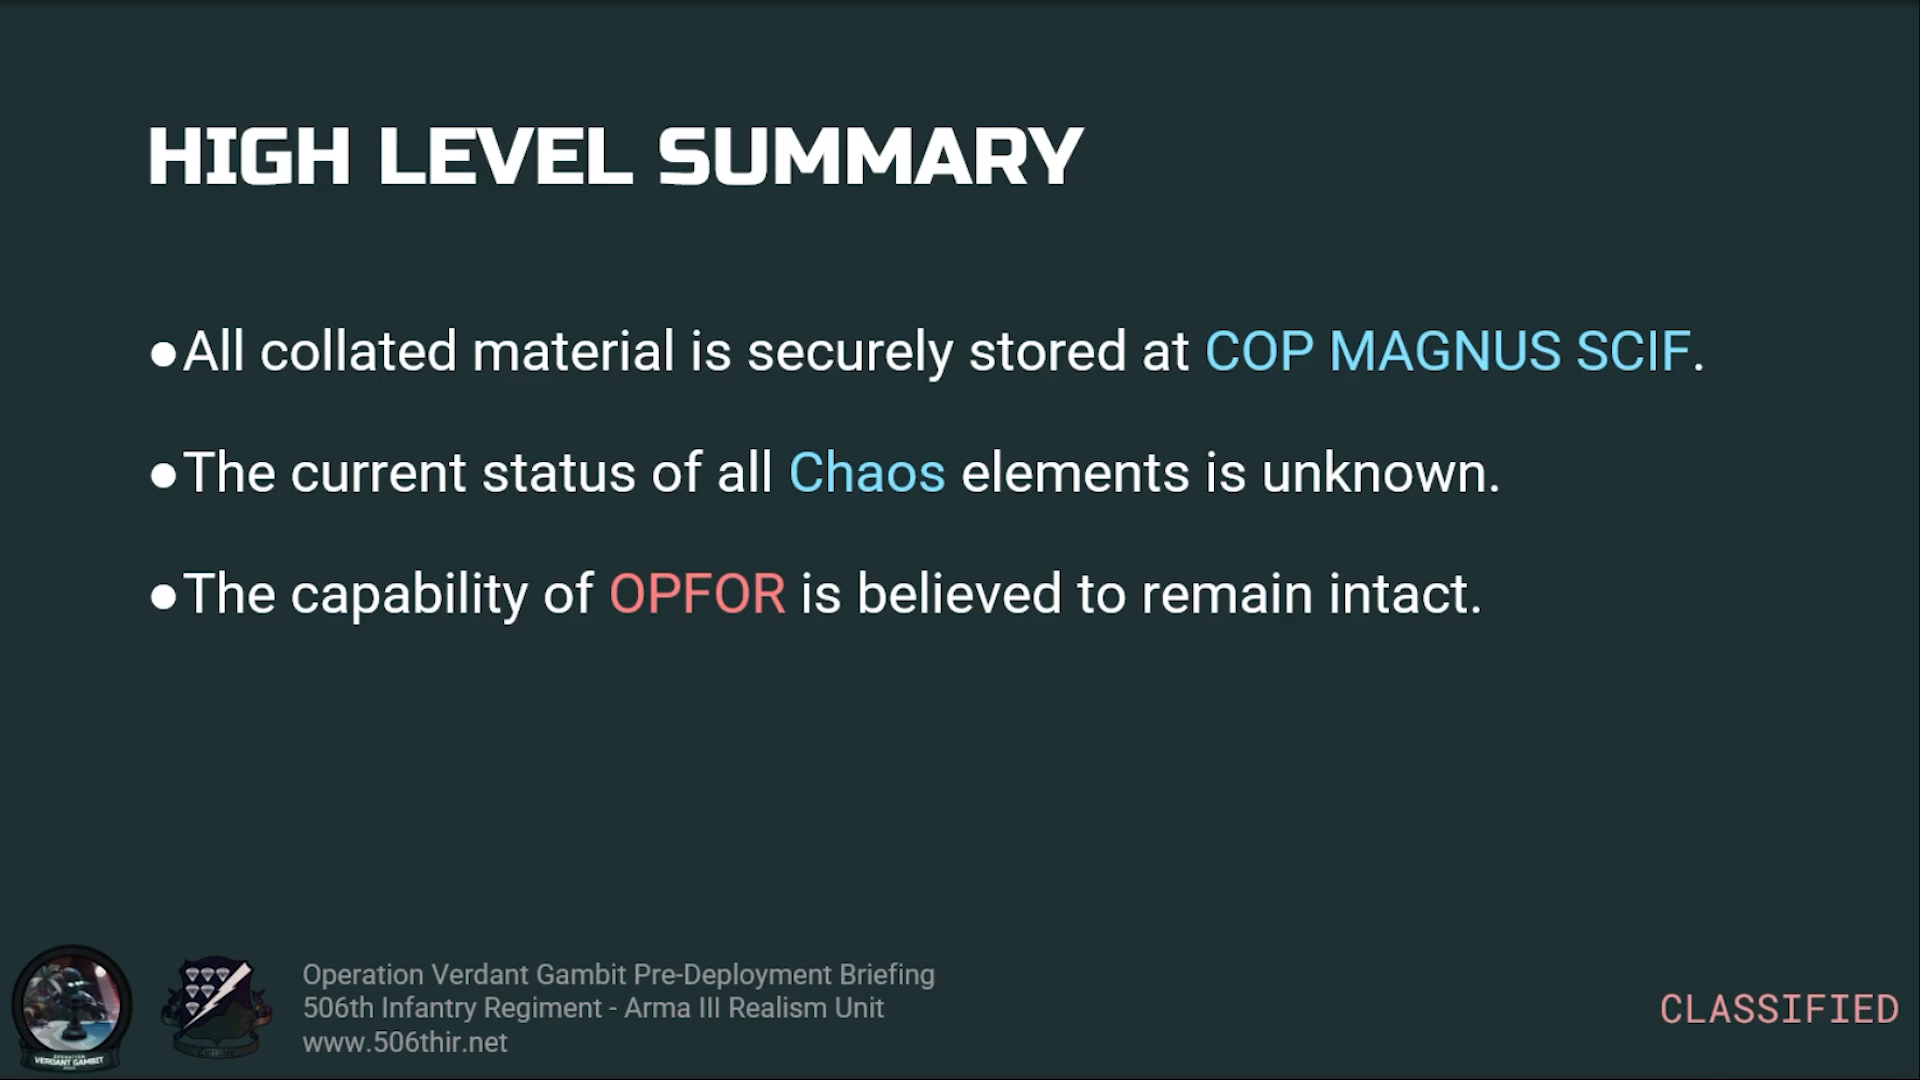 HIGH LEVEL SUMMARY
●All collated material is securely stored at COP MAGNUS SCIF.
●The current status of all Chaos elements is unknown.
●The capability of OPFOR is believed to remain intact.
Operation Verdant Gambit Pre-Deployment Briefing
506th Infantry Regiment - Arma III Realism Unit
www.506thir.net
CLASSIFIED
VERDANT GAMBIT